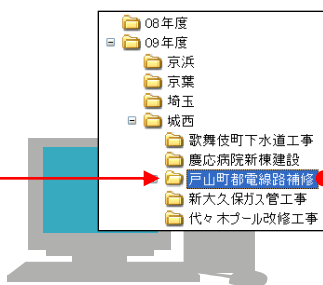 08年度
09年度
京浜
京葉
埼玉
城西
歌舞伎町下水道工事
慶応病院新棟建設
戸山町都電線路補修
新大久保ガス管工事
代々木プール改修工事